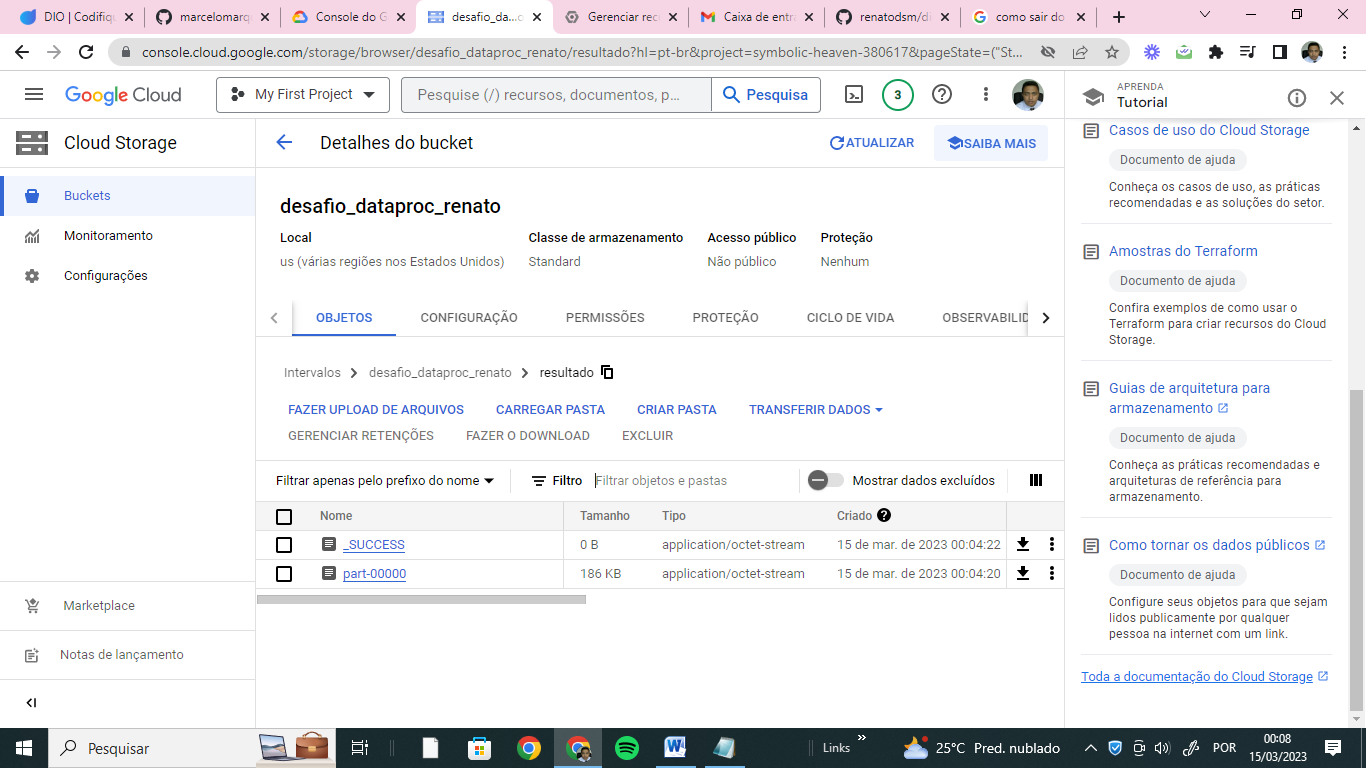 DIO | Codifiqu
marcelomarq
Console do G
desafio_da...c
Gerenciar rec
Caixa de entra
renatodsm/di
como sair do
console.cloud.google.com/storage/browser/desafio_dataproc_renato/resultado?hl=pt-br&project=symbolic-heaven-380617&pageState=("St...
Google Cloud
My First Project
Pesquise (/) recursos, documentos, p...
Pesquisa
3
APRENDA
Tutorial
Cloud Storage
Detalhes do bucket
ATUALIZAR
SAIBA MAIS
Buckets
Monitoramento
Configurações
Marketplace
Notas de lançamento
desafio_dataproc_renato
Local
Classe de armazenamento
Acesso público
Proteção
us (várias regiões nos Estados Unidos)
Standard
Não público
Nenhum
OBJETOS
CONFIGURAÇÃO
PERMISSÕES
PROTEÇÃO
CICLO DE VIDA
OBSERVABILID
Intervalos
desafio_dataproc_renato
resultado
FAZER UPLOAD DE ARQUIVOS
CARREGAR PASTA
CRIAR PASTA
TRANSFERIR DADOS
GERENCIAR RETENÇÕES
FAZER O DOWNLOAD
EXCLUIR
Filtrar apenas pelo prefixo do nome
Filtro
Filtrar objetos e pastas
Mostrar dados excluídos
Nome
Tamanho
Tipo
Criado
_SUCCESS
0 B
application/octet-stream
15 de mar. de 2023 00:04:22
part-00000
186 KB
application/octet-stream
15 de mar. de 2023 00:04:20
Casos de uso do Cloud Storage
Documento de ajuda
Conheça os casos de uso, as práticas
recomendadas e as soluções do setor.
Amostras do Terraform
Documento de ajuda
Confira exemplos de como usar o
Terraform para criar recursos do Cloud
Storage.
Guias de arquitetura para
armazenamento
Documento de ajuda
Conheça as práticas recomendadas e
arquiteturas de referência para
armazenamento.
Como tornar os dados públicos
Documento de ajuda
Configure seus objetos para que sejam
lidos publicamente por qualquer
pessoa na internet com um link.
Toda a documentação do Cloud Storage
Pesquisar
Links
25°C Pred. nublado
POR
00:08
15/03/2023